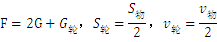 F = 2G + G轮，S轮 = S物/2，v轮 = v物/2